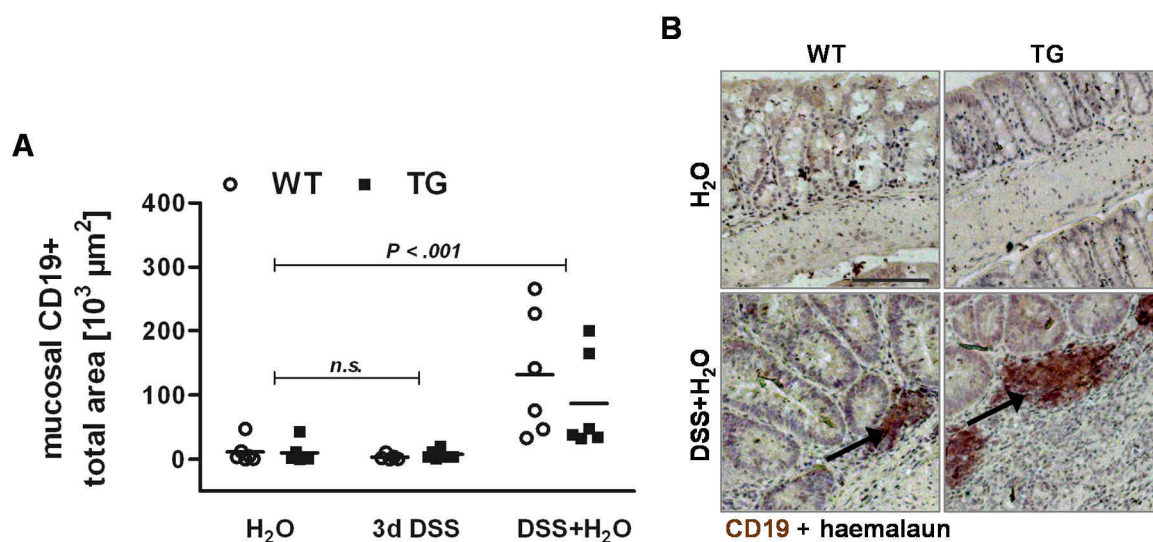 A
WT TG
mucosal CD19+
total area [10³ µm²]
400
300
200
100
0
P < .001
n.s.
H₂O 3d DSS DSS+H₂O
B
WT TG
H₂O
DSS+H₂O
CD19 + haemalaun